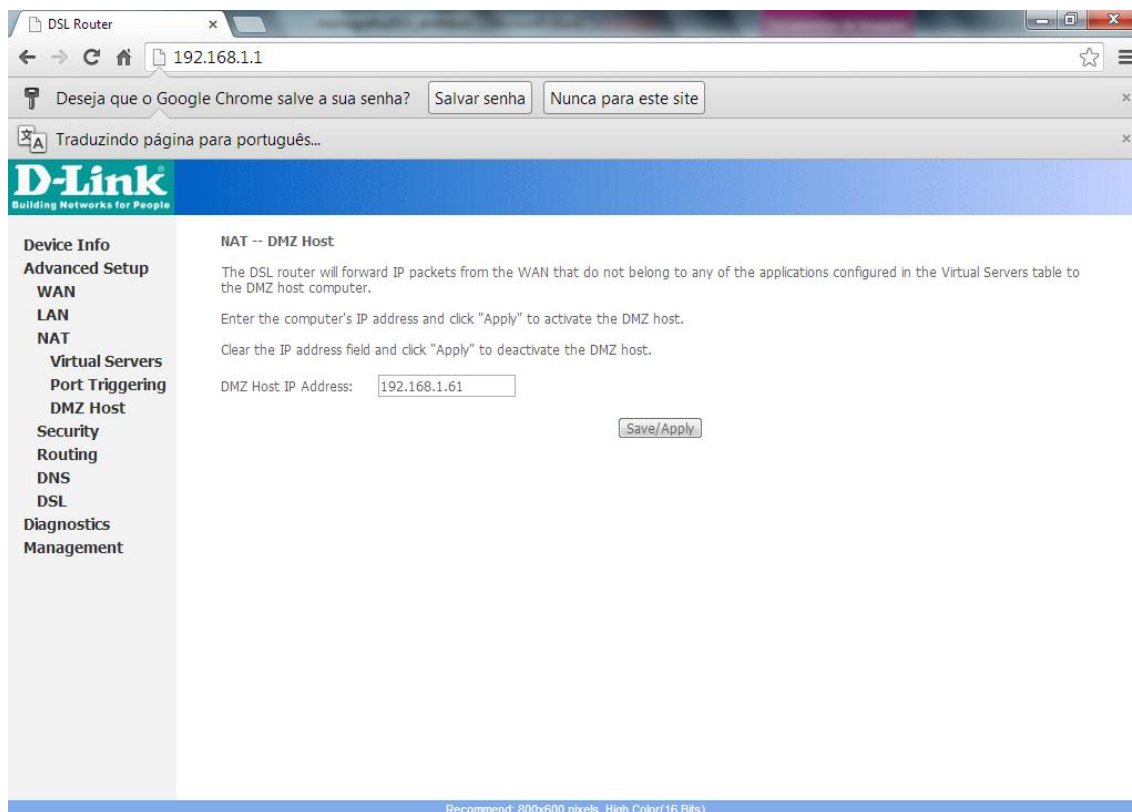 DSL Router
192.168.1.1
Deseja que o Google Chrome salve a sua senha? Salvar senha Nunca para este site
Traduzindo página para português...
D-Link
Building Networks for People
Device Info
Advanced Setup
WAN
LAN
NAT
Virtual Servers
Port Triggering
DMZ Host
Security
Routing
DNS
DSL
Diagnostics
Management
NAT -- DMZ Host
The DSL router will forward IP packets from the WAN that do not belong to any of the applications configured in the Virtual Servers table to
the DMZ host computer.
Enter the computer's IP address and click "Apply" to activate the DMZ host.
Clear the IP address field and click "Apply" to deactivate the DMZ host.
DMZ Host IP Address: 192.168.1.61
Save/Apply
Recommend: 800x600 pixels, High Color(16 Bits)